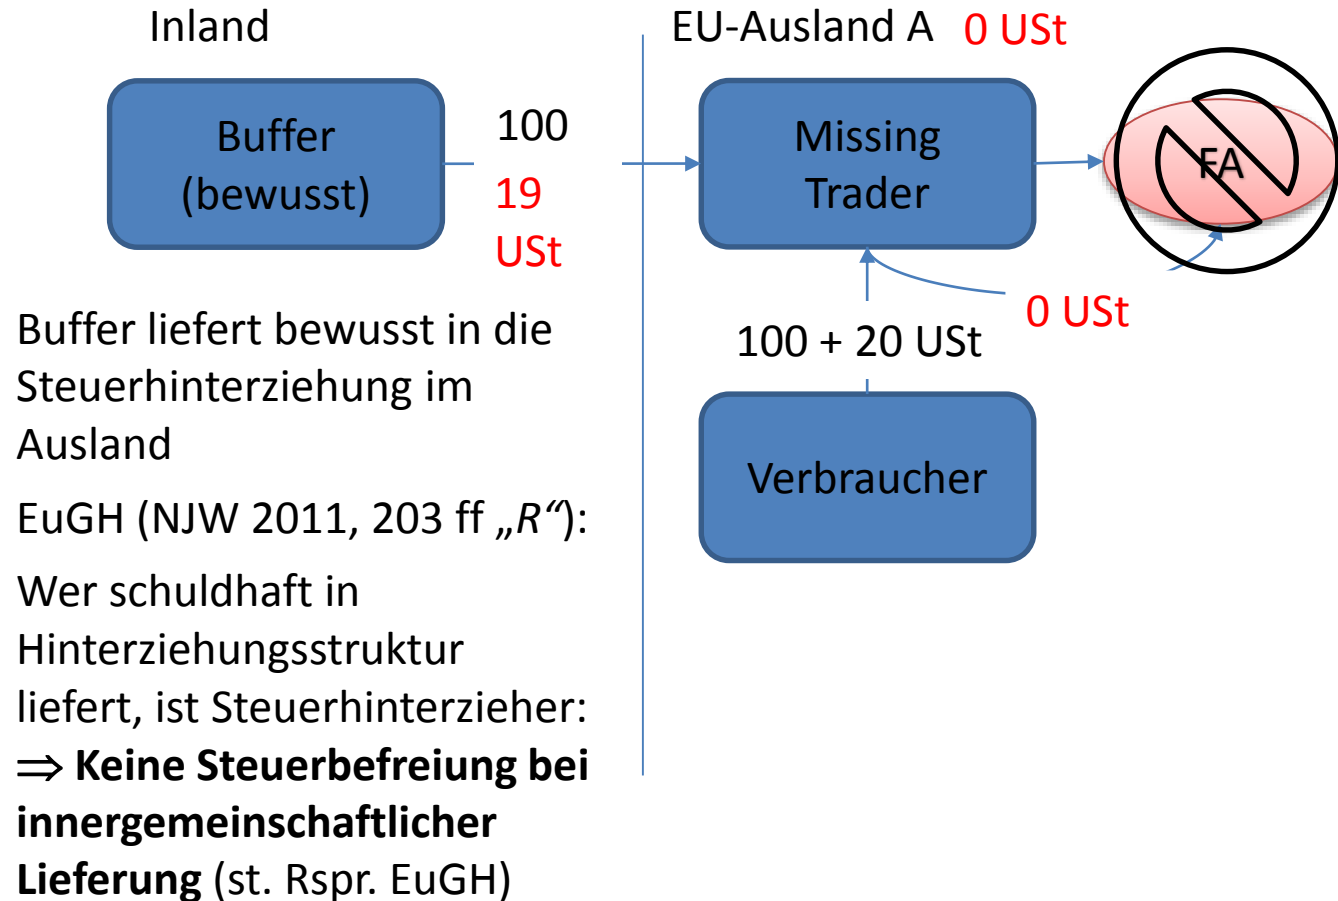 Inland
EU-Ausland A
0 USt
Buffer
(bewusst)
100
19
USt
Missing
Trader
FA
0 USt
100 + 20 USt
Verbraucher
Buffer liefert bewusst in die
Steuerhinterziehung im
Ausland
EuGH (NJW 2011, 203 ff „R“):
Wer schuldhaft in
Hinterziehungsstruktur
liefert, ist Steuerhinterzieher:
⇒ Keine Steuerbefreiung bei
innergemeinschaftlicher
Lieferung (st. Rspr. EuGH)